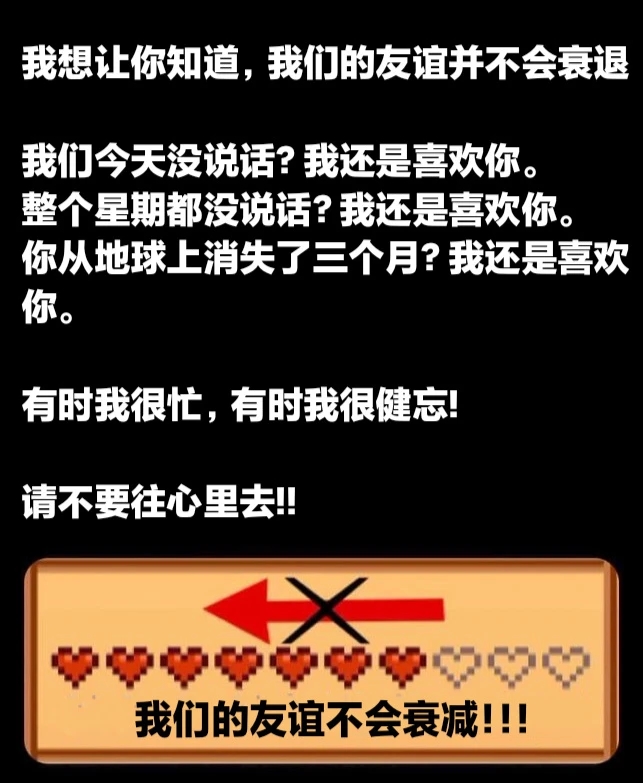 我想让你知道，我们的友谊并不会衰退
我们今天没说话？我还是喜欢你。
整个星期都没说话？我还是喜欢你。
你从地球上消失了三个月？我还是喜欢
你。
有时我很忙，有时我很健忘!
请不要往心里去!!
我们的友谊不会衰减!!!